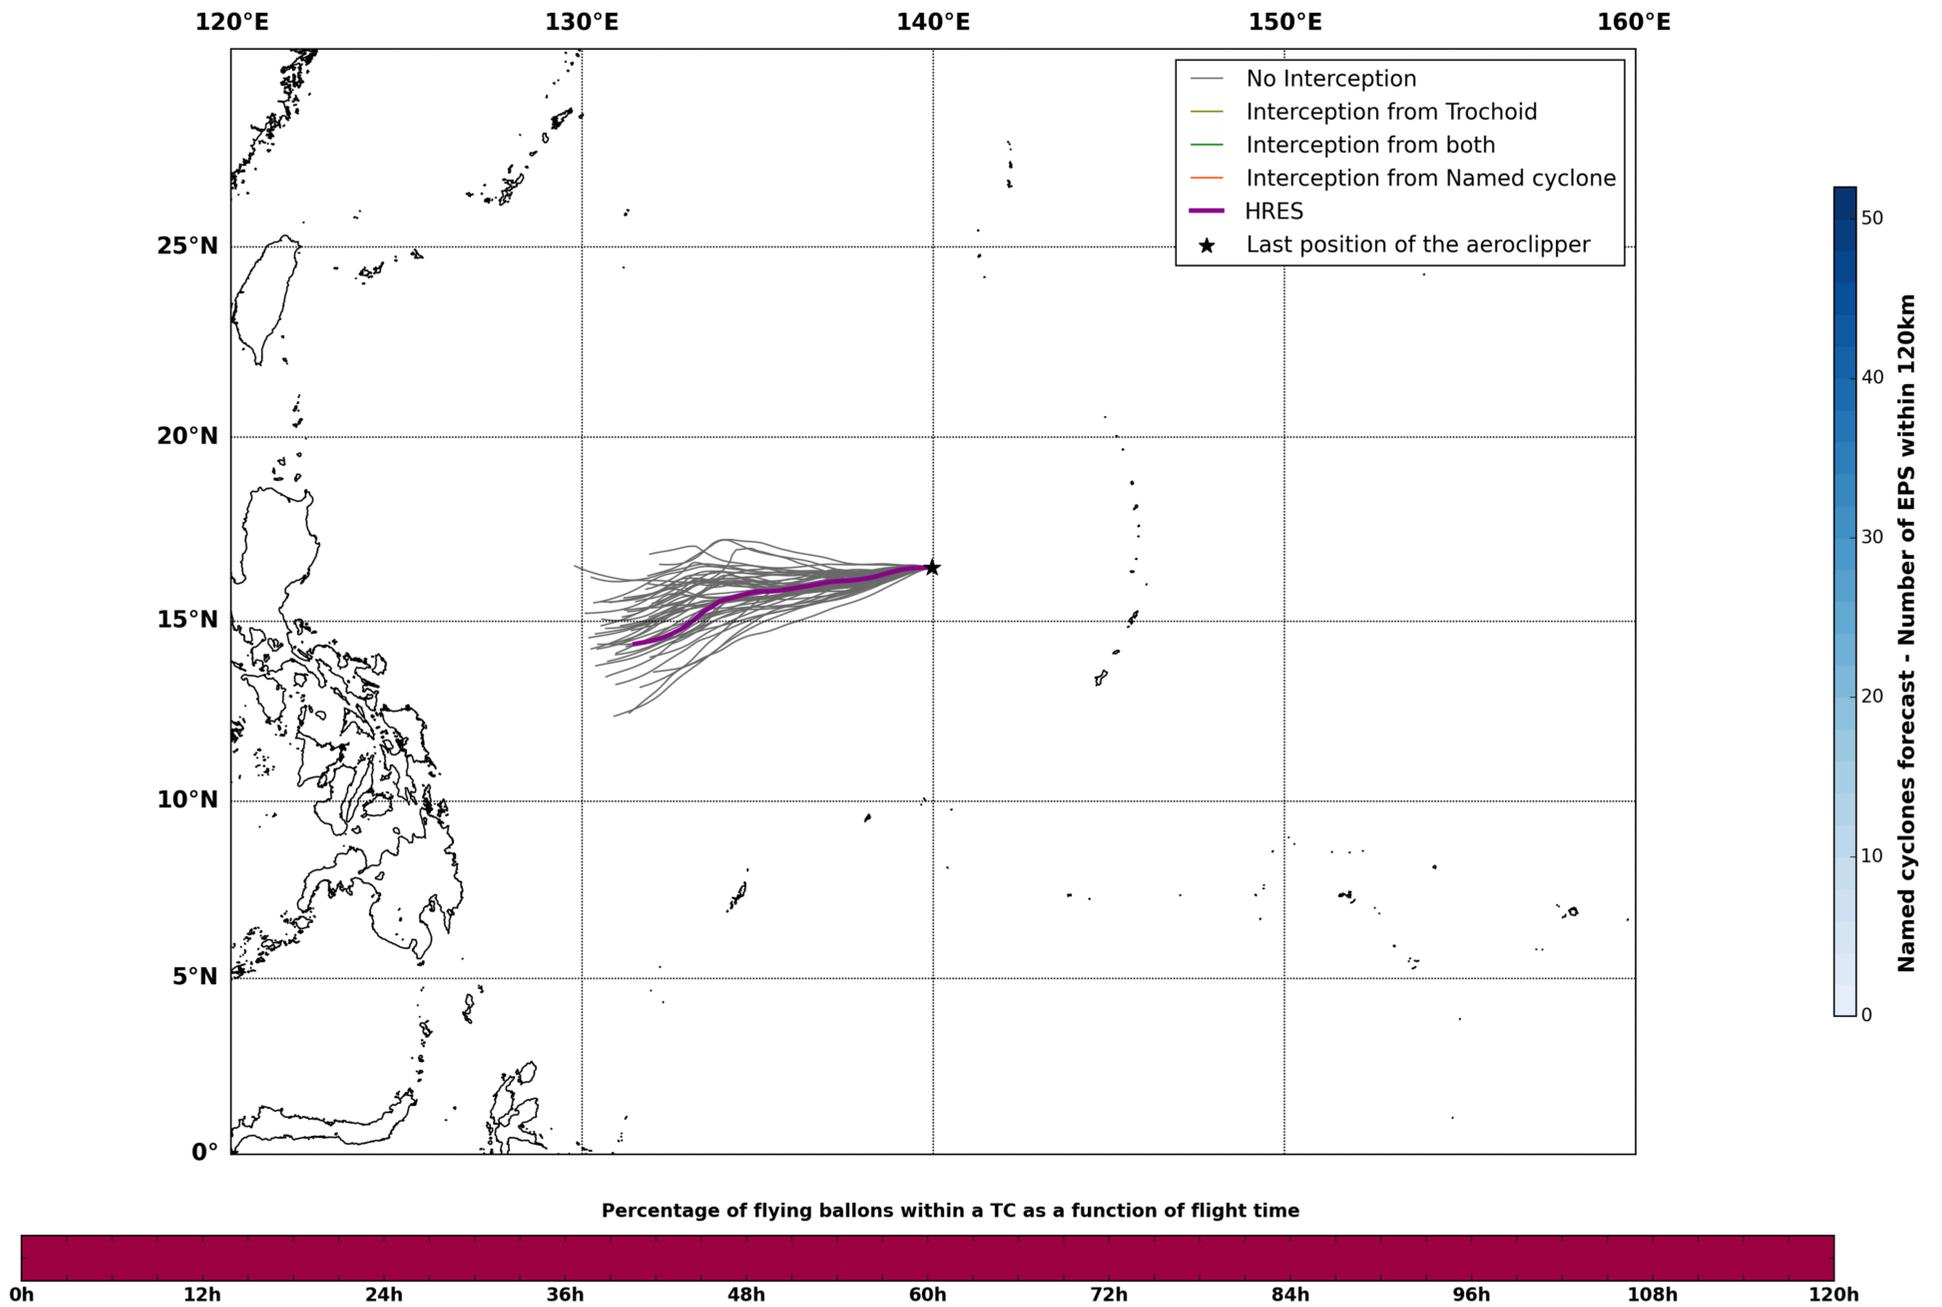 120°E 130°E 140°E 150°E 160°E
No Interception
Interception from Trochoid
Interception from both
Interception from Named cyclone
HRES
Last position of the aeroclipper
25°N
20°N
15°N
10°N
5°N
0°
50
40
30
20
10
0
Named cyclones forecast - Number of EPS within 120km
Percentage of flying ballons within a TC as a function of flight time
0h 12h 24h 36h 48h 60h 72h 84h 96h 108h 120h